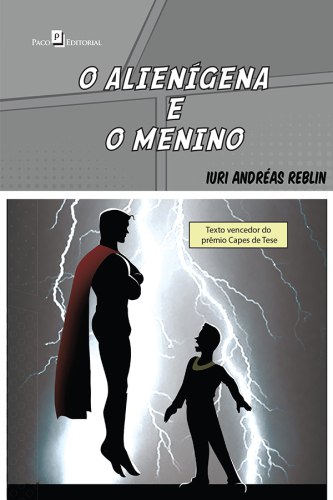 PACO P EDITORIAL
O ALIENÍGENA
E
O MENINO
IURI ANDRÉAS REBLIN
Texto vencedor do
prêmio Capes de Tese